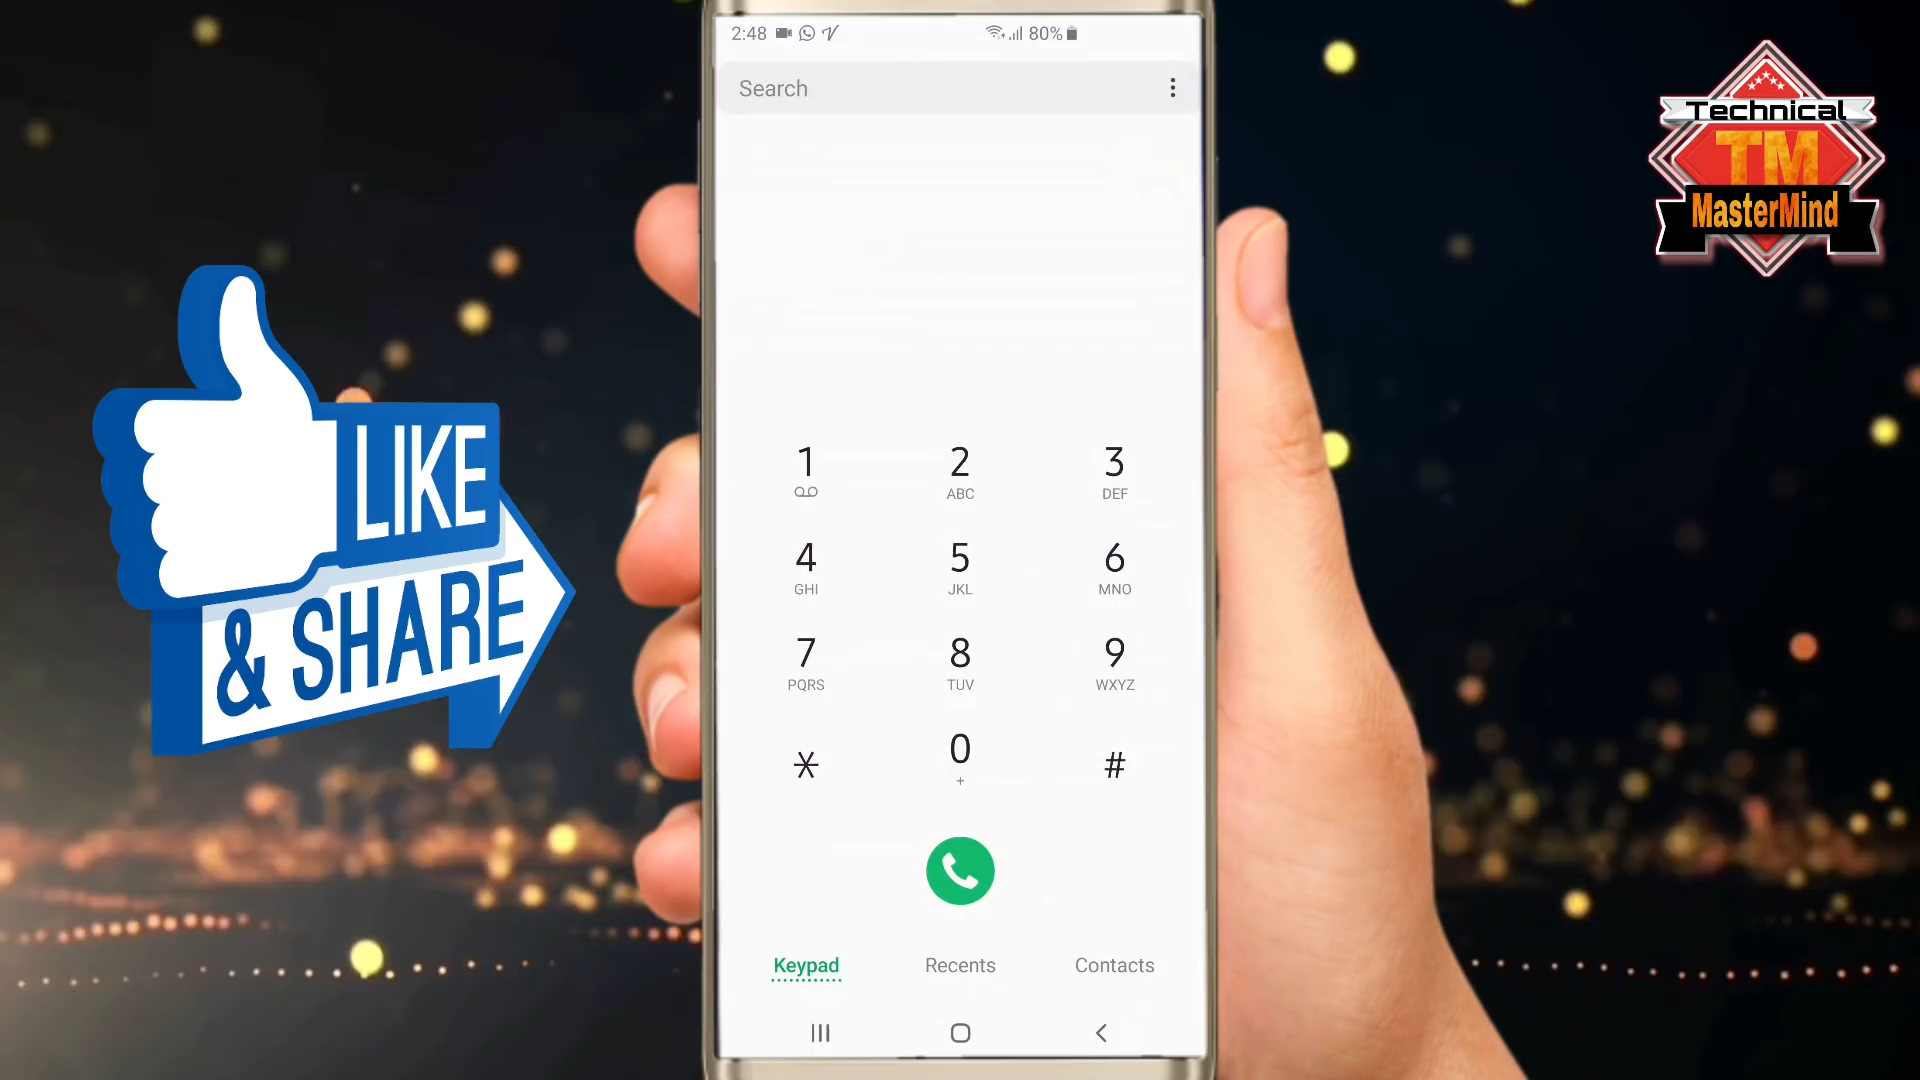 2:48
80%
Search
Technical
TM
MasterMind
LIKE
& SHARE
1
2
3
ABC
DEF
4
5
6
GHI
JKL
MNO
7
8
9
PQRS
TUV
WXYZ
*
0
#
+
Keypad
Recents
Contacts